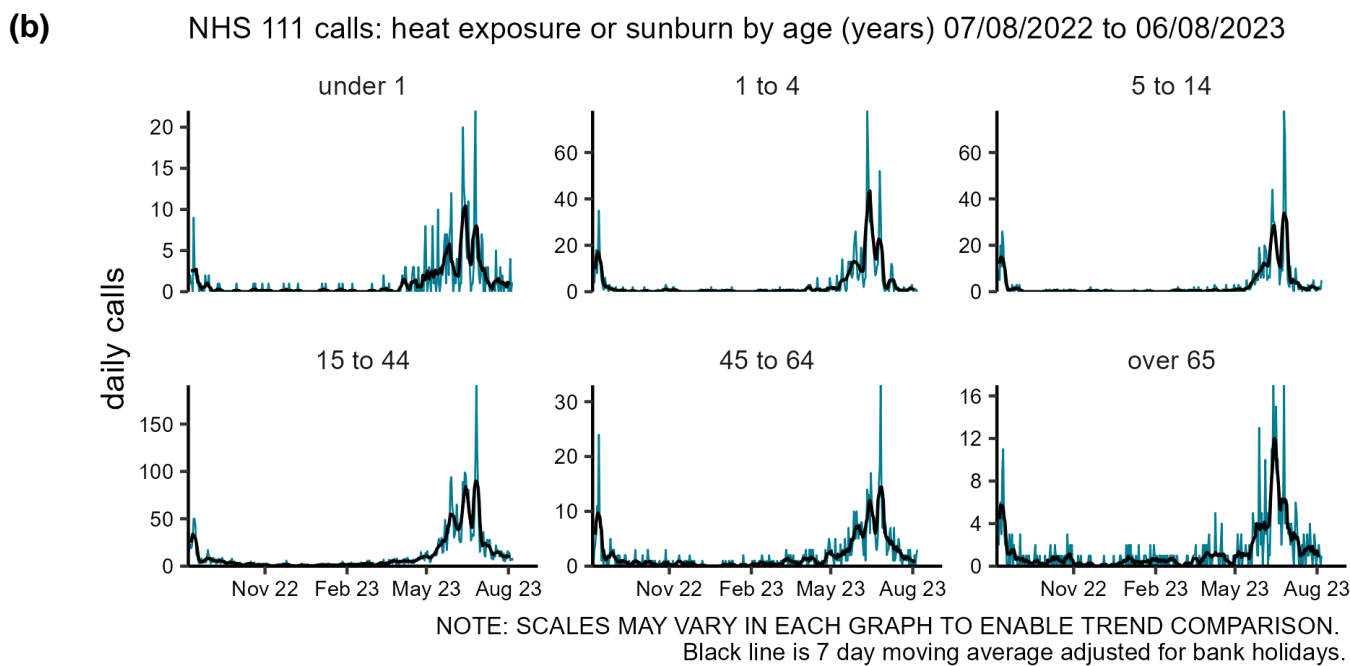 (b)
NHS 111 calls: heat exposure or sunburn by age (years) 07/08/2022 to 06/08/2023
daily calls
under 1
20
15
10
5
0
1 to 4
60
40
20
0
5 to 14
60
40
20
0
15 to 44
150
100
50
0
Nov 22 Feb 23 May 23 Aug 23
45 to 64
30
20
10
0
Nov 22 Feb 23 May 23 Aug 23
over 65
16
12
8
4
0
Nov 22 Feb 23 May 23 Aug 23
NOTE: SCALES MAY VARY IN EACH GRAPH TO ENABLE TREND COMPARISON.
Black line is 7 day moving average adjusted for bank holidays.